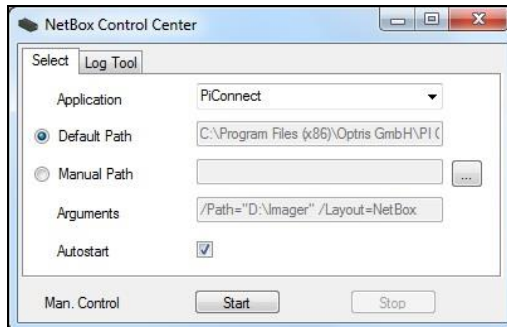 NetBox Control Center
Select Log Tool
Application PiConnect
Default Path C:\Program Files (x86)\Optris GmbH\PI C
Manual Path ...
Arguments /Path="D:\Imager" /Layout=NetBox
Autostart
Man. Control Start Stop